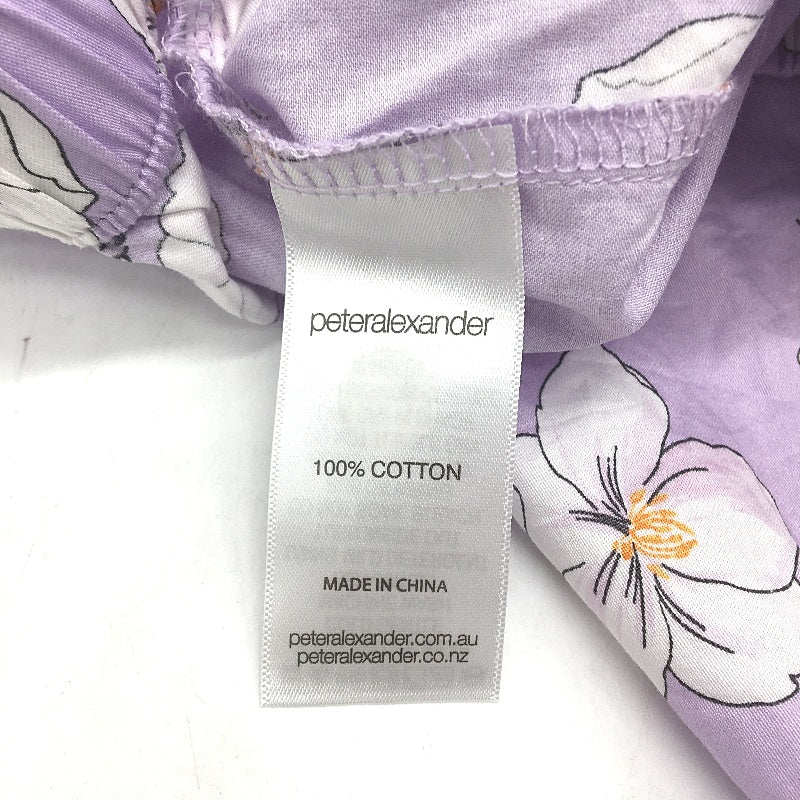 peteralexander
100% COTTON
MADE IN CHINA
peteralexander.com.au
peteralexander.co.nz